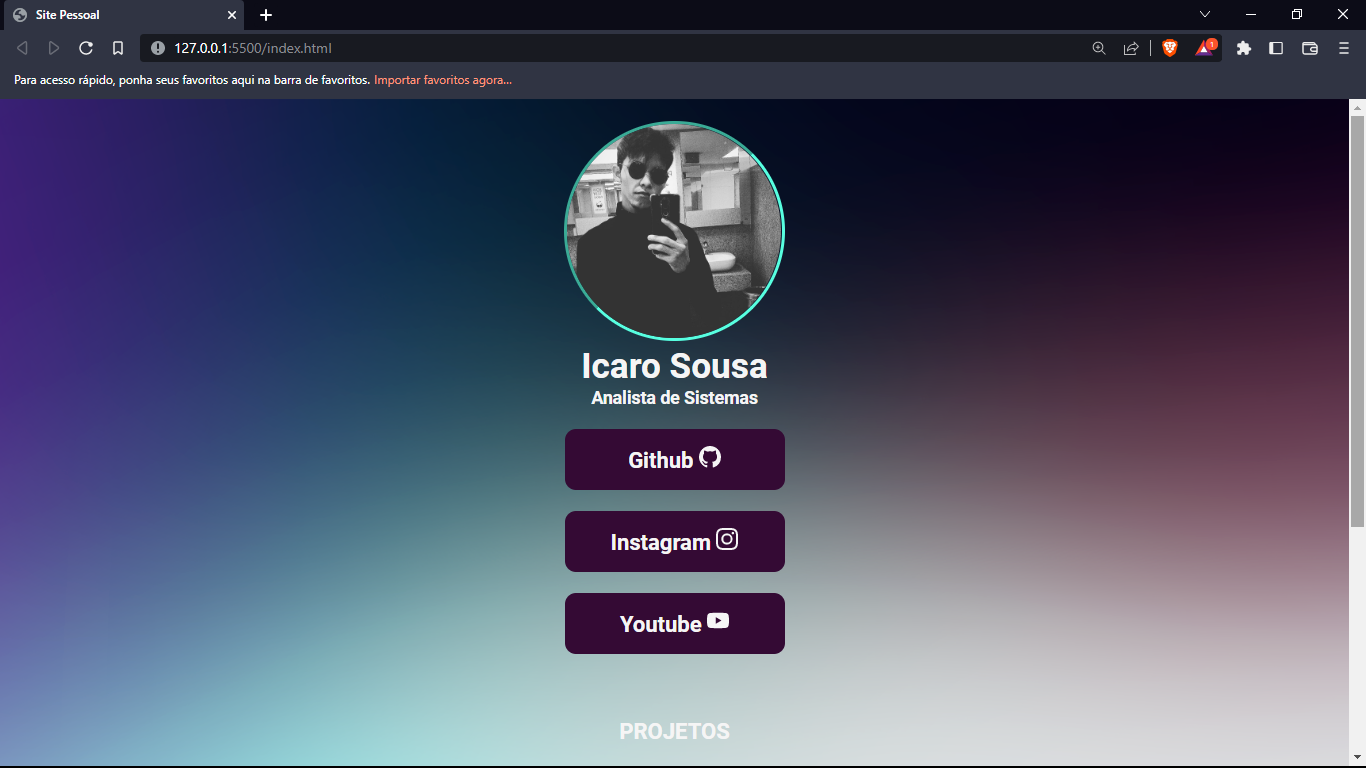 Site Pessoal
127.0.0.1:5500/index.html
1
Para acesso rápido, ponha seus favoritos aqui na barra de favoritos. Importar favoritos agora...
Icaro Sousa
Analista de Sistemas
Github
Instagram
Youtube
PROJETOS